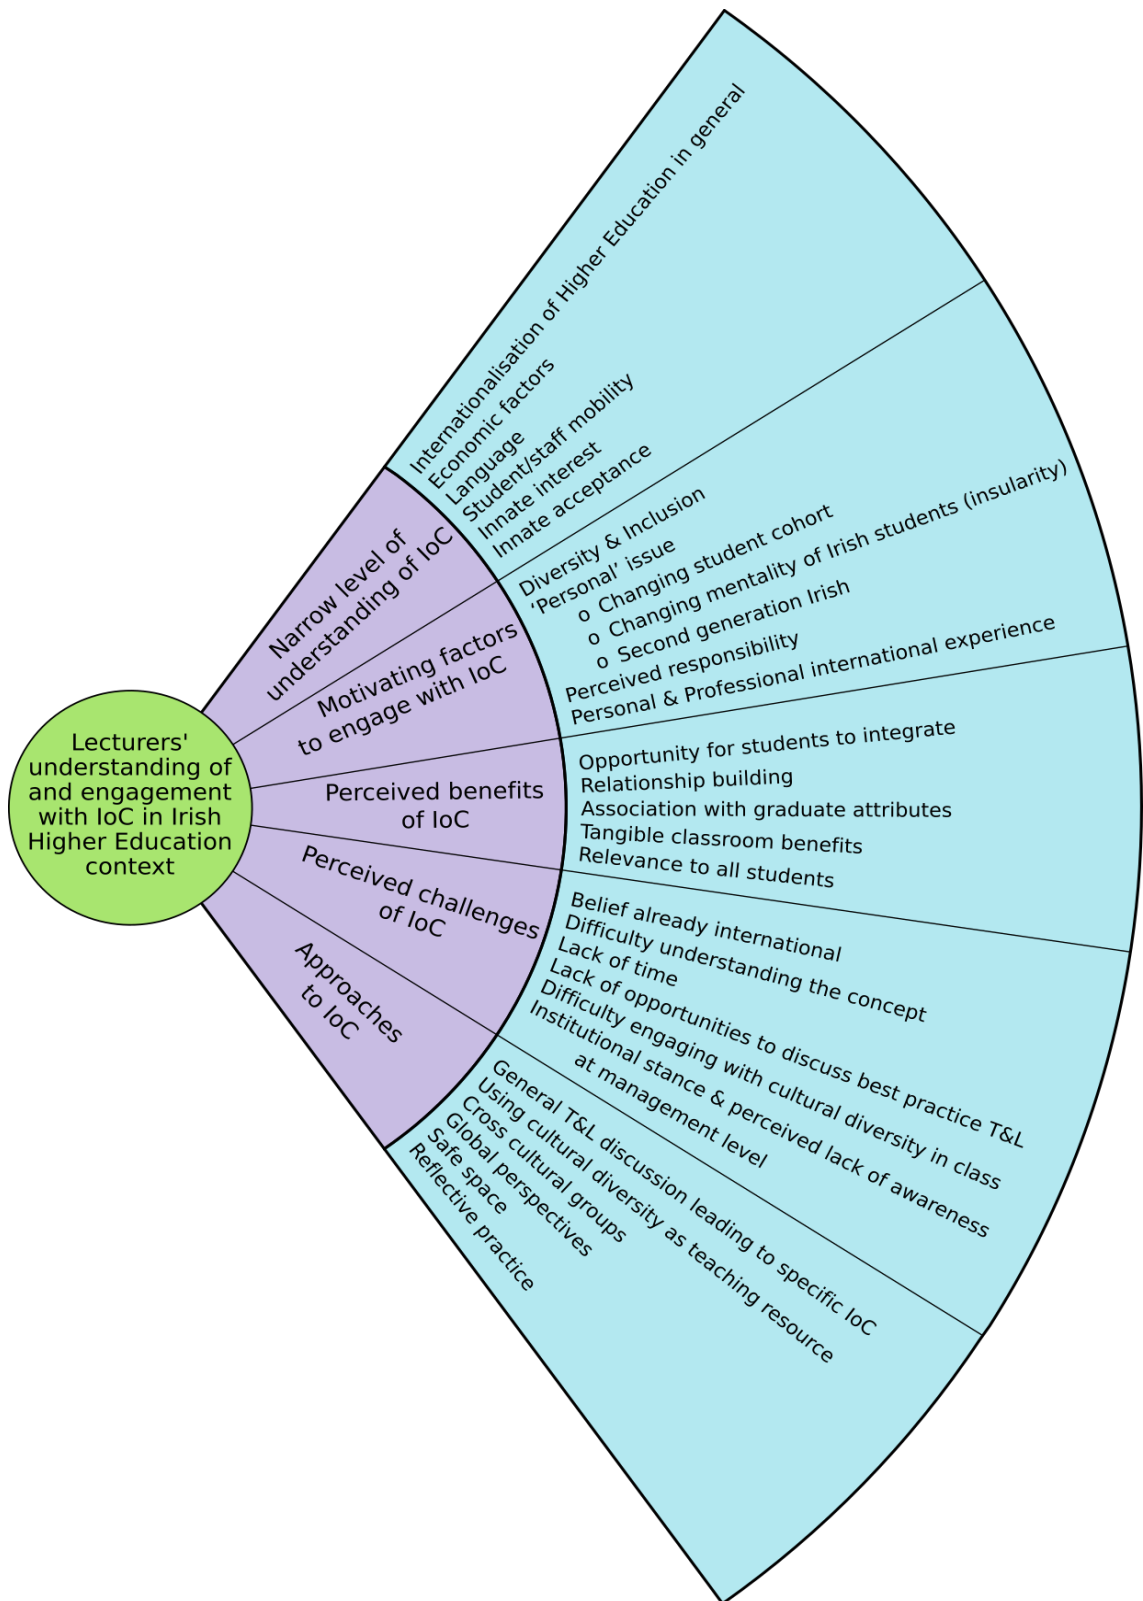 Lecturers'
understanding of
and engagement
with IoC in Irish
Higher Education
context
Narrow level of
understanding of IoC
Internationalisation of Higher Education in general
Economic factors
Language
Student/staff mobility
Innate interest
Innate acceptance
Motivating factors
to engage with IoC
Diversity & Inclusion
‘Personal’ issue
o Changing student cohort
o Changing mentality of Irish students (insularity)
o Second generation Irish
Perceived responsibility
Personal & Professional international experience
Perceived benefits
of IoC
Opportunity for students to integrate
Relationship building
Association with graduate attributes
Tangible classroom benefits
Relevance to all students
Perceived challenges
of IoC
Belief already international
Difficulty understanding the concept
Lack of time
Lack of opportunities to discuss best practice T&L
Difficulty engaging with cultural diversity in class
Institutional stance & perceived lack of awareness
at management level
Approaches
to IoC
General T&L discussion leading to specific IoC
Using cultural diversity as teaching resource
Cross cultural groups
Global perspectives
Safe space
Reflective practice